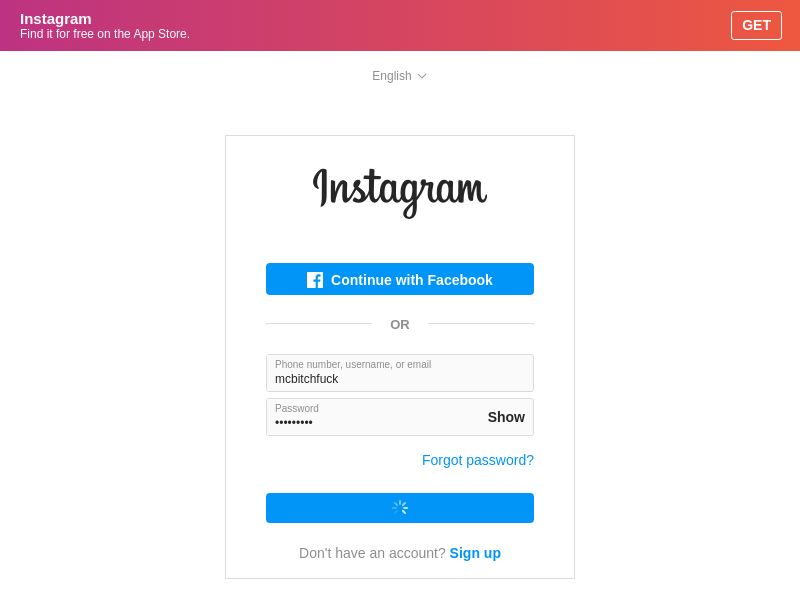 Instagram
Find it for free on the App Store.
GET
English
Instagram
Continue with Facebook
OR
Phone number, username, or email
mcbitchfuck
Password
•••••••••
Show
Forgot password?
Don't have an account? Sign up